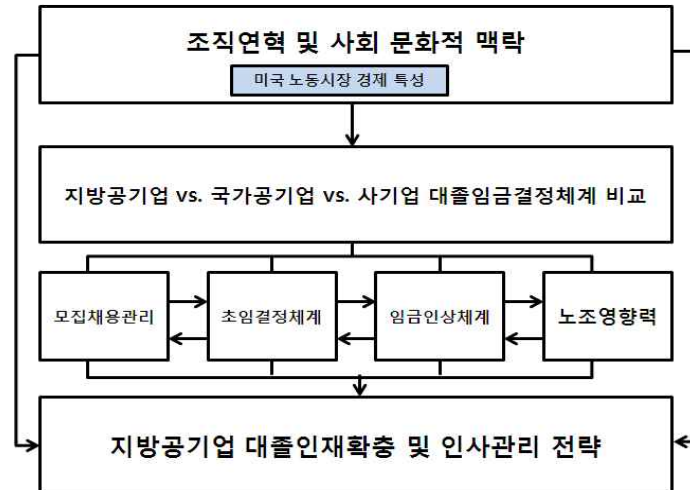 조직연혁 및 사회 문화적 맥락
미국 노동시장 경제 특성
지방공기업 vs. 국가공기업 vs. 사기업 대졸임금결정체계 비교
모집채용관리
초임결정체계
임금인상체계
노조영향력
지방공기업 대졸인재확충 및 인사관리 전략